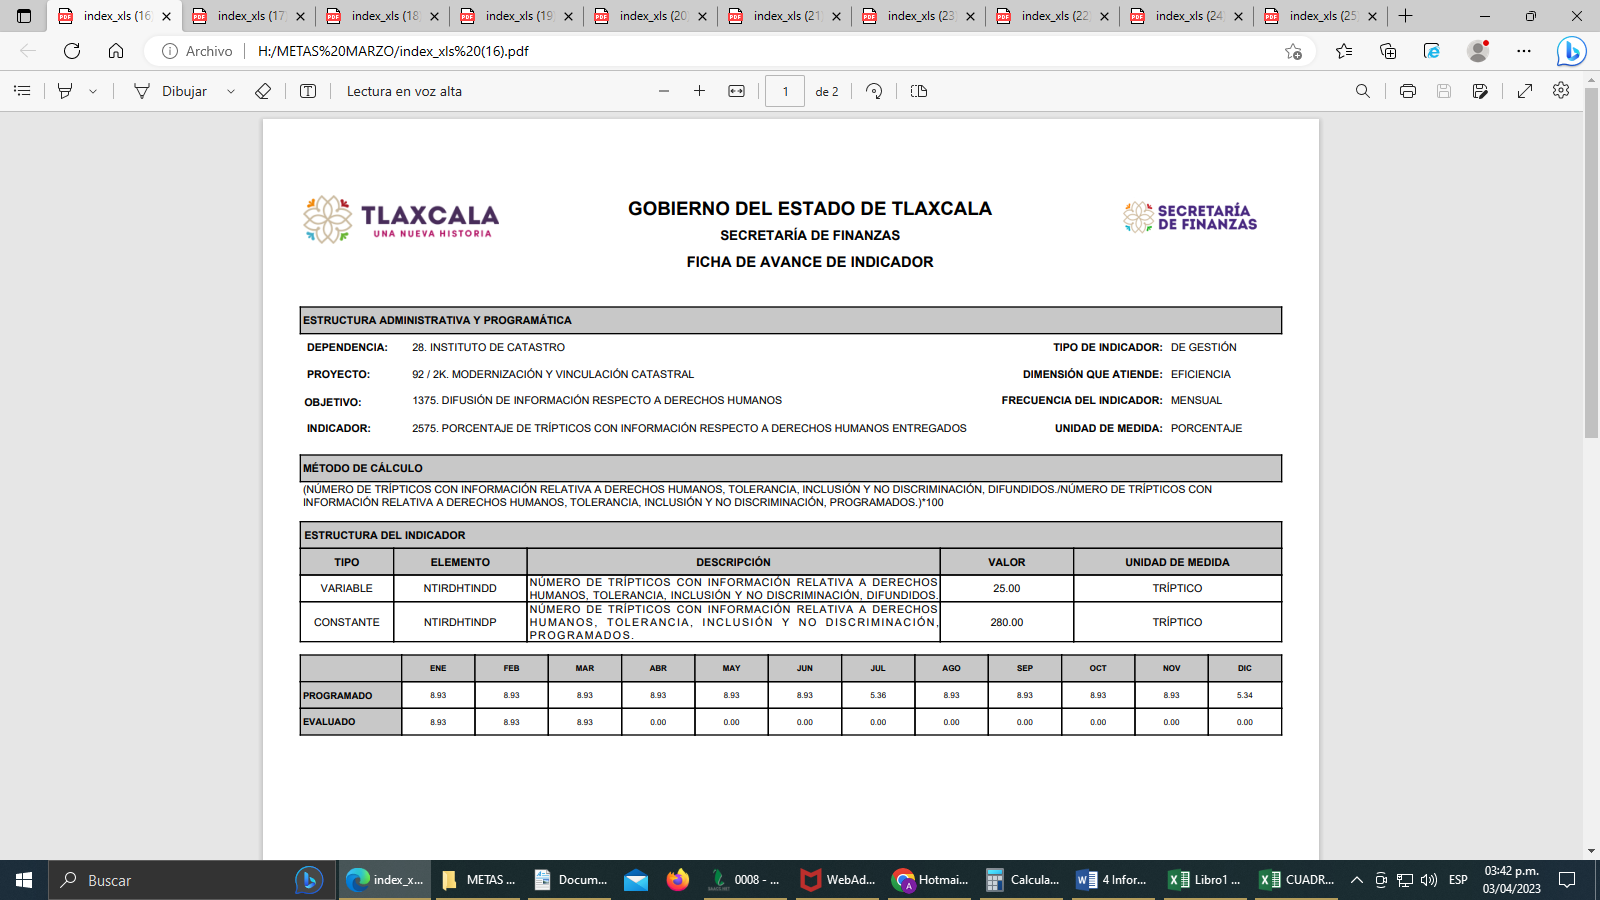 index_xls (16)
index_xls (17)
index_xls (18)
index_xls (19)
index_xls (20)
index_xls (21)
index_xls (23)
index_xls (22)
index_xls (24)
index_xls (25)
Archivo
H:/METAS%20MARZO/index_xls%20(16).pdf
Dibujar
Lectura en voz alta
1
de 2
TLAXCALA
UNA NUEVA HISTORIA
GOBIERNO DEL ESTADO DE TLAXCALA
SECRETARÍA DE FINANZAS
FICHA DE AVANCE DE INDICADOR
SECRETARÍA
DE FINANZAS
ESTRUCTURA ADMINISTRATIVA Y PROGRAMÁTICA
DEPENDENCIA: 28. INSTITUTO DE CATASTRO TIPO DE INDICADOR: DE GESTIÓN
PROYECTO: 92 / 2K. MODERNIZACIÓN Y VINCULACIÓN CATASTRAL DIMENSIÓN QUE ATIENDE: EFICIENCIA
OBJETIVO: 1375. DIFUSIÓN DE INFORMACIÓN RESPECTO A DERECHOS HUMANOS FRECUENCIA DEL INDICADOR: MENSUAL
INDICADOR: 2575. PORCENTAJE DE TRÍPTICOS CON INFORMACIÓN RESPECTO A DERECHOS HUMANOS ENTREGADOS UNIDAD DE MEDIDA: PORCENTAJE
MÉTODO DE CÁLCULO
(NÚMERO DE TRÍPTICOS CON INFORMACIÓN RELATIVA A DERECHOS HUMANOS, TOLERANCIA, INCLUSIÓN Y NO DISCRIMINACIÓN, DIFUNDIDOS./NÚMERO DE TRÍPTICOS CON
INFORMACIÓN RELATIVA A DERECHOS HUMANOS, TOLERANCIA, INCLUSIÓN Y NO DISCRIMINACIÓN, PROGRAMADOS.)*100
ESTRUCTURA DEL INDICADOR
TIPO ELEMENTO DESCRIPCIÓN VALOR UNIDAD DE MEDIDA
VARIABLE NTIRDHTINDD NÚMERO DE TRÍPTICOS CON INFORMACIÓN RELATIVA A DERECHOS
HUMANOS, TOLERANCIA, INCLUSIÓN Y NO DISCRIMINACIÓN, DIFUNDIDOS. 25.00 TRÍPTICO
CONSTANTE NTIRDHTINDP NÚMERO DE TRÍPTICOS CON INFORMACIÓN RELATIVA A DERECHOS
HUMANOS, TOLERANCIA, INCLUSIÓN Y NO DISCRIMINACIÓN,
PROGRAMADOS. 280.00 TRÍPTICO
ENE FEB MAR ABR MAY JUN JUL AGO SEP OCT NOV DIC
PROGRAMADO 8.93 8.93 8.93 8.93 8.93 8.93 5.36 8.93 8.93 8.93 8.93 5.34
EVALUADO 8.93 8.93 8.93 0.00 0.00 0.00 0.00 0.00 0.00 0.00 0.00 0.00
Buscar
index_x...
METAS ...
Docum...
0008 - ...
WebAd...
Hotmai...
Calcula...
4 Infor...
Libro1 ...
CUADR...
ESP
03:42 p.m.
03/04/2023